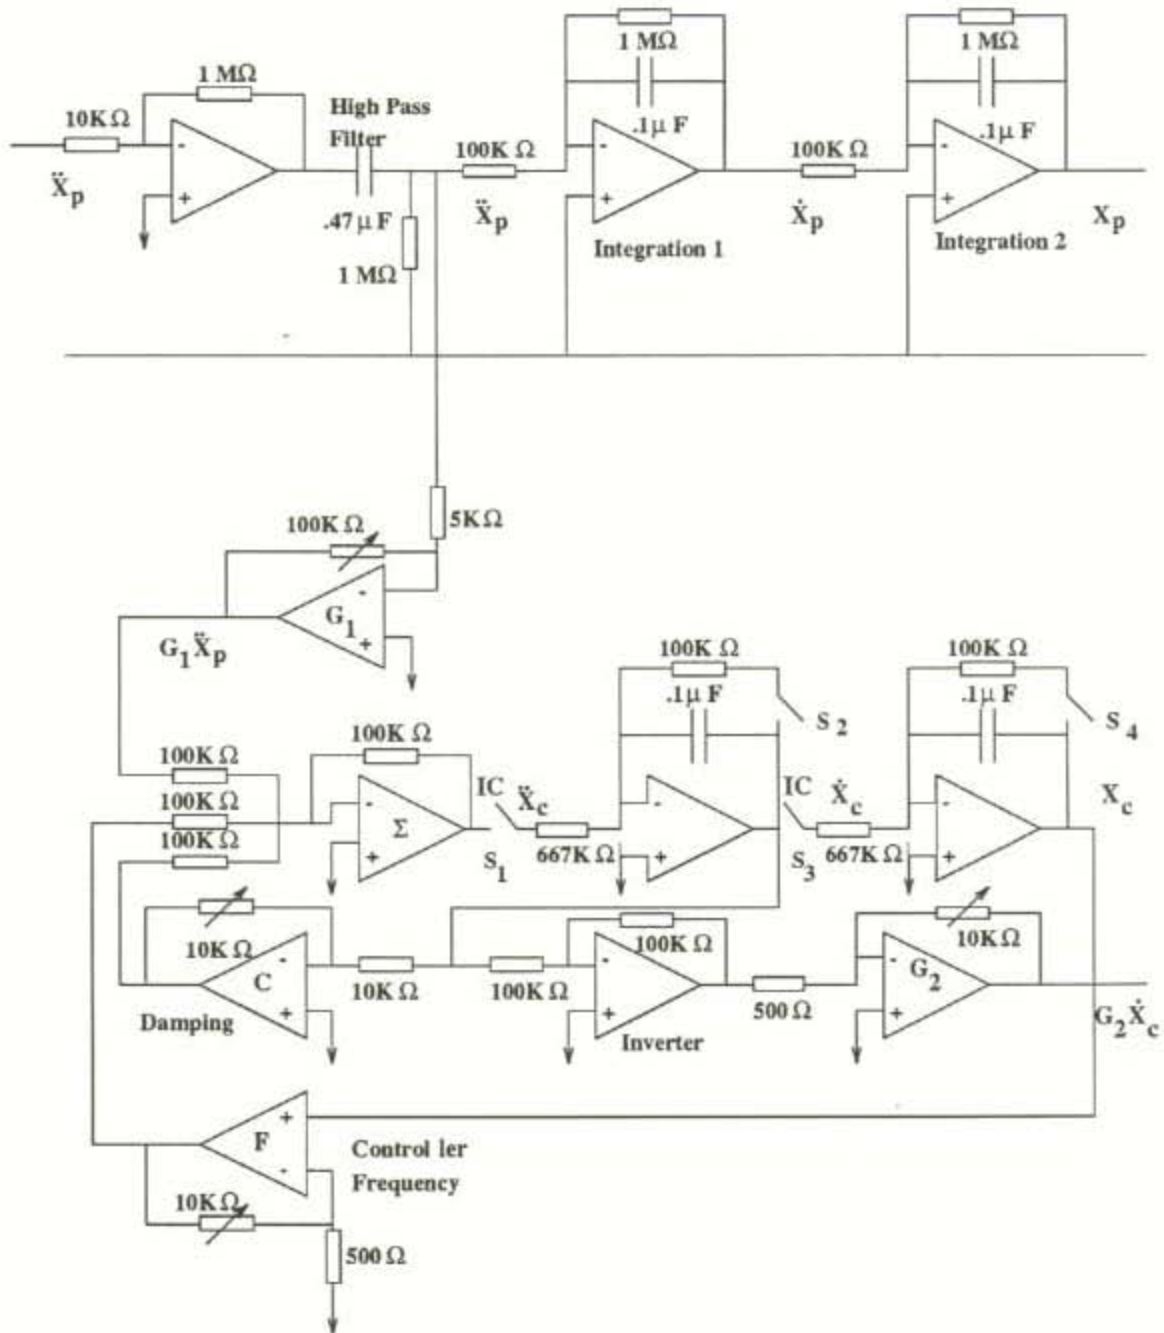 1 MΩ
1 MΩ
1 MΩ
10K Ω
High Pass
Filter
.1μ F
.1μ F
100K Ω
100K Ω
-
+
-
+
-
+
Ẍp
.47μ F
Ẍp
Ẋp
Xp
1 MΩ
Integration 1
Integration 2
5K Ω
100K Ω
-
G1
+
G1Ẍp
100K Ω
100K Ω
.1μ F
.1μ F
S2
S4
100K Ω
100K Ω
100K Ω
100K Ω
IC
Ẍc
IC
Ẋc
Xc
-
Σ
+
-
+
-
+
S1
667K Ω
S3
667K Ω
10K Ω
100K Ω
10K Ω
-
C
+
10K Ω
100K Ω
-
+
500 Ω
-
G2
+
G2Ẋc
Damping
Inverter
+
F
-
Control ler
Frequency
10K Ω
500 Ω